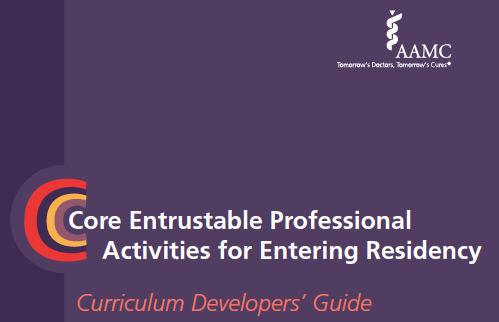 AAMC
Tomorrow's Doctors, Tomorrow's Cures®
Core Entrustable Professional
Activities for Entering Residency
Curriculum Developers' Guide